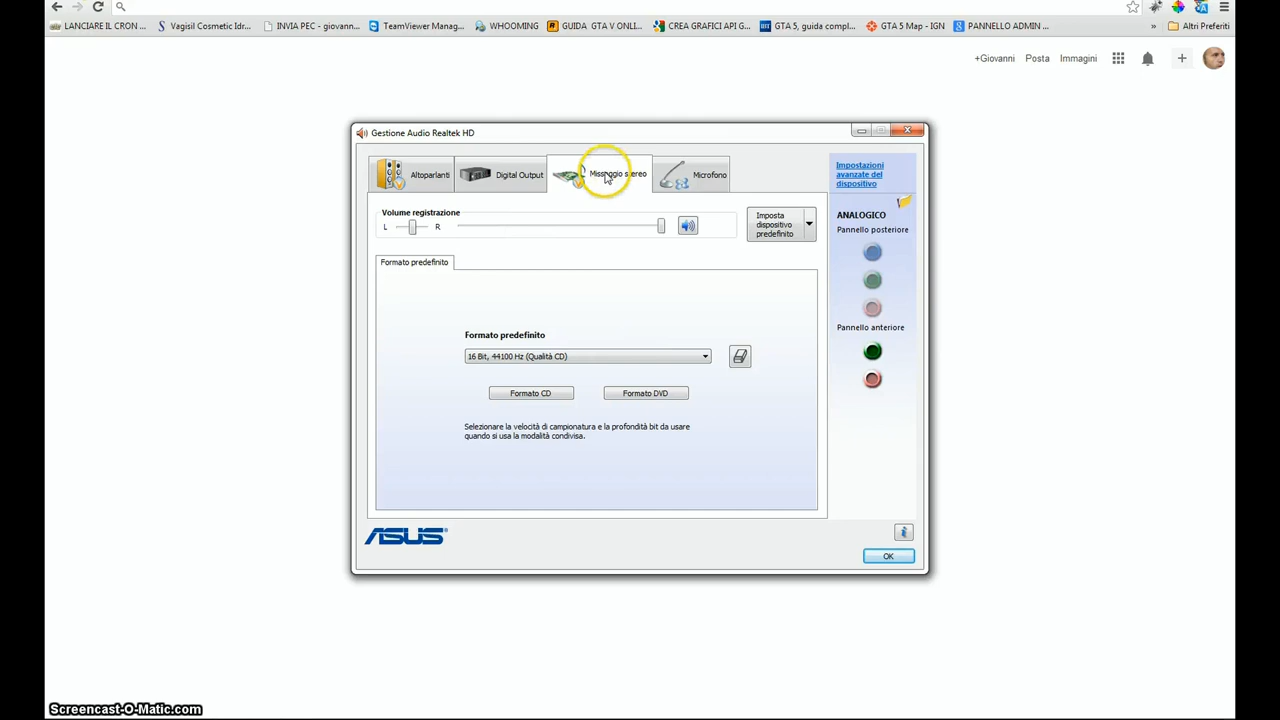 LANCIARE IL CRON ... Vagisil Cosmetic Idr... INVIA PEC - giovann... TeamViewer Manag... WHOOWNG GUIDA GTA V ONLI... CREA GRAFICI API G... GTA 5, guida compl... GTA 5 Map - IGN PANNELLO ADMIN ... » Altri Preferiti
+Giovanni Posta Immagini
Gestione Audio Realtek HD
Altoparlanti Digital Output Missaggio stereo Microfono
Impostazioni
avanzate del
dispositivo
Volume registrazione
L R
Imposta
dispositivo
predefinito
ANALOGICO
Pannello posteriore
Formato predefinito
Pannello anteriore
Formato predefinito
16 Bit, 44100 Hz (Qualità CD)
Formato CD Formato DVD
Selezionare la velocità di campionatura e la profondità bit da usare
quando si usa la modalità condivisa.
ASUS
OK
Screencast-O-Matic.com